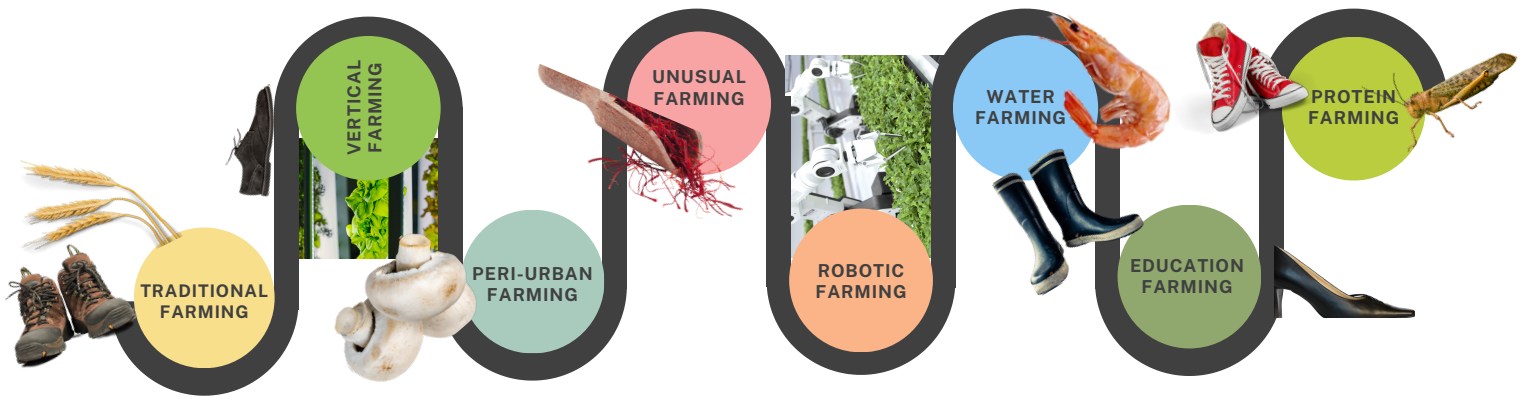 TRADITIONAL
FARMING
VERTICAL
FARMING
PERI-URBAN
FARMING
UNUSUAL
FARMING
ROBOTIC
FARMING
WATER
FARMING
EDUCATION
FARMING
PROTEIN
FARMING